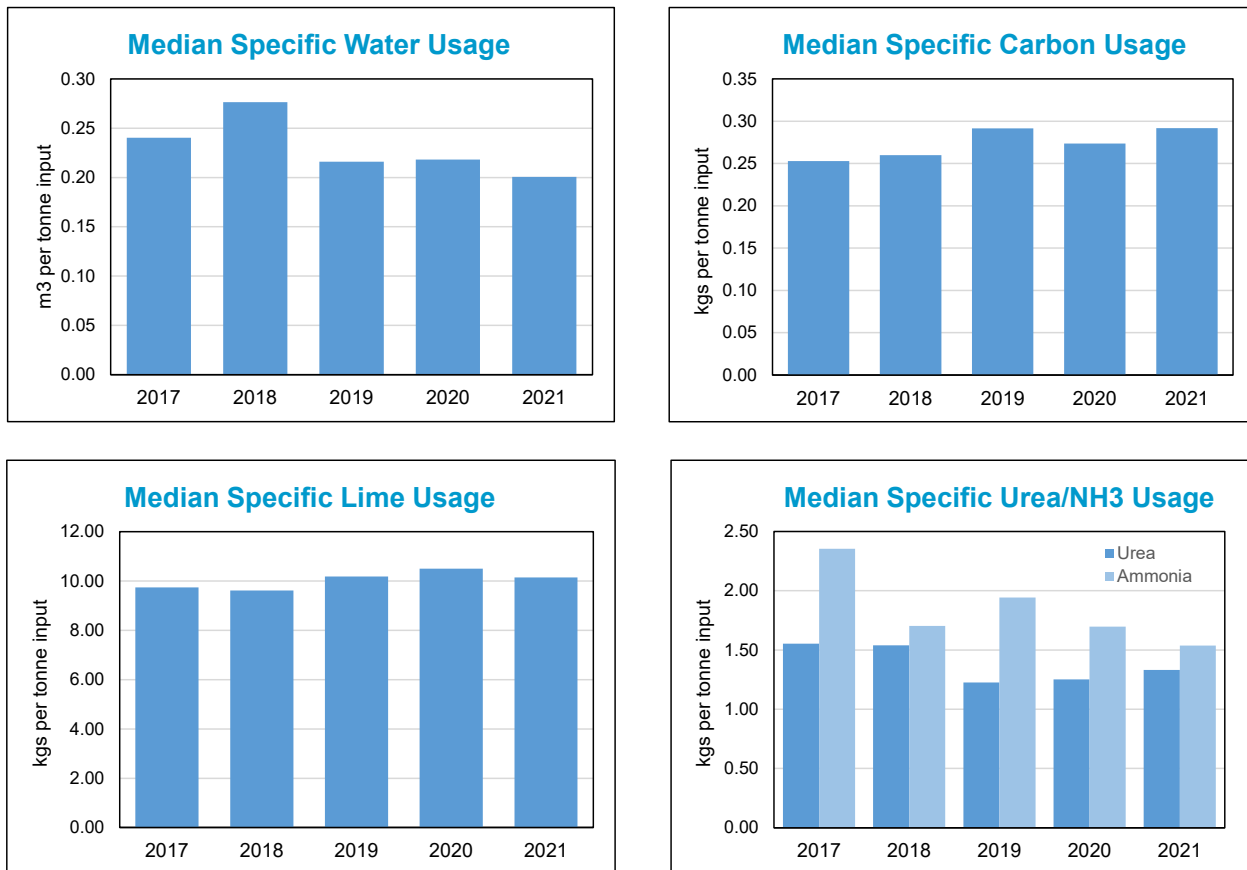 Median Specific Water Usage
m3 per tonne input
0.30
0.25
0.20
0.15
0.10
0.05
0.00
2017 2018 2019 2020 2021
Median Specific Carbon Usage
kgs per tonne input
0.35
0.30
0.25
0.20
0.15
0.10
0.05
0.00
2017 2018 2019 2020 2021
Median Specific Lime Usage
kgs per tonne input
12.00
10.00
8.00
6.00
4.00
2.00
0.00
2017 2018 2019 2020 2021
Median Specific Urea/NH3 Usage
kgs per tonne input
2.50
2.00
1.50
1.00
0.50
0.00
Urea
Ammonia
2017 2018 2019 2020 2021